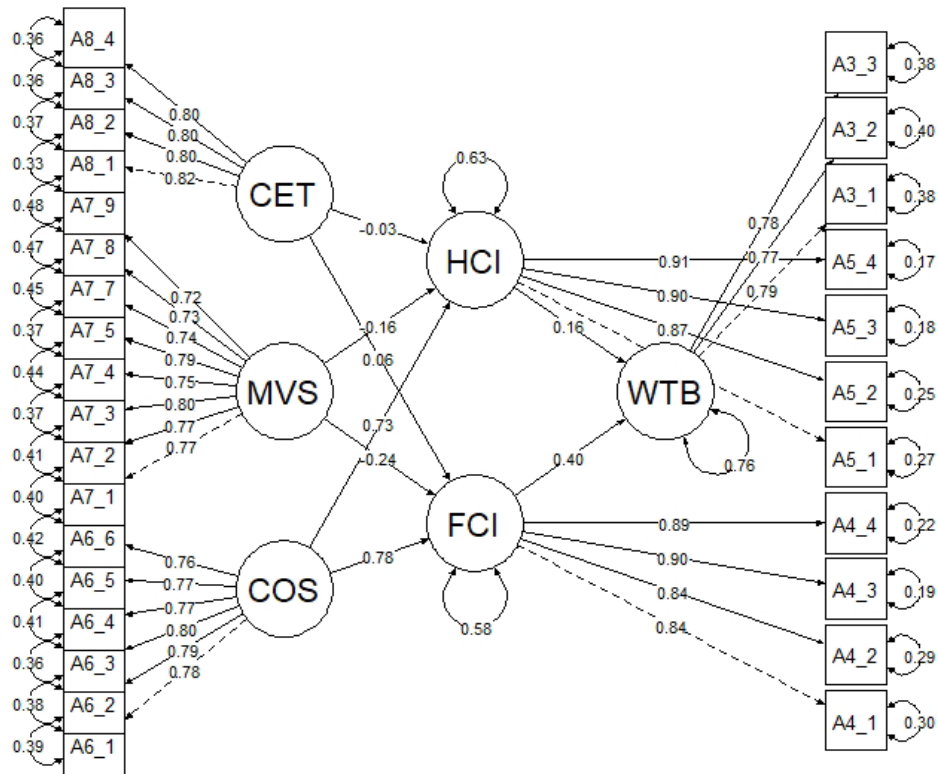 A8_4
A8_3
A8_2
A8_1
A7_9
A7_8
A7_7
A7_5
A7_4
A7_3
A7_2
A7_1
A6_6
A6_5
A6_4
A6_3
A6_2
A6_1
0.36
0.36
0.37
0.33
0.48
0.47
0.45
0.37
0.44
0.37
0.41
0.40
0.42
0.40
0.41
0.36
0.38
0.39
0.80
0.80
0.80
0.82
0.72
0.73
0.74
0.79
0.75
0.80
0.77
0.77
0.76
0.77
0.77
0.80
0.79
0.78
CET
MVS
COS
-0.03
-0.16
0.06
0.73
-0.24
0.78
0.63
HCI
FCI
0.58
0.16
0.40
WTB
0.76
0.78
0.77
0.79
0.91
0.90
0.87
0.89
0.90
0.84
0.84
A3_3
A3_2
A3_1
A5_4
A5_3
A5_2
A5_1
A4_4
A4_3
A4_2
A4_1
0.38
0.40
0.38
0.17
0.18
0.25
0.27
0.22
0.19
0.29
0.30